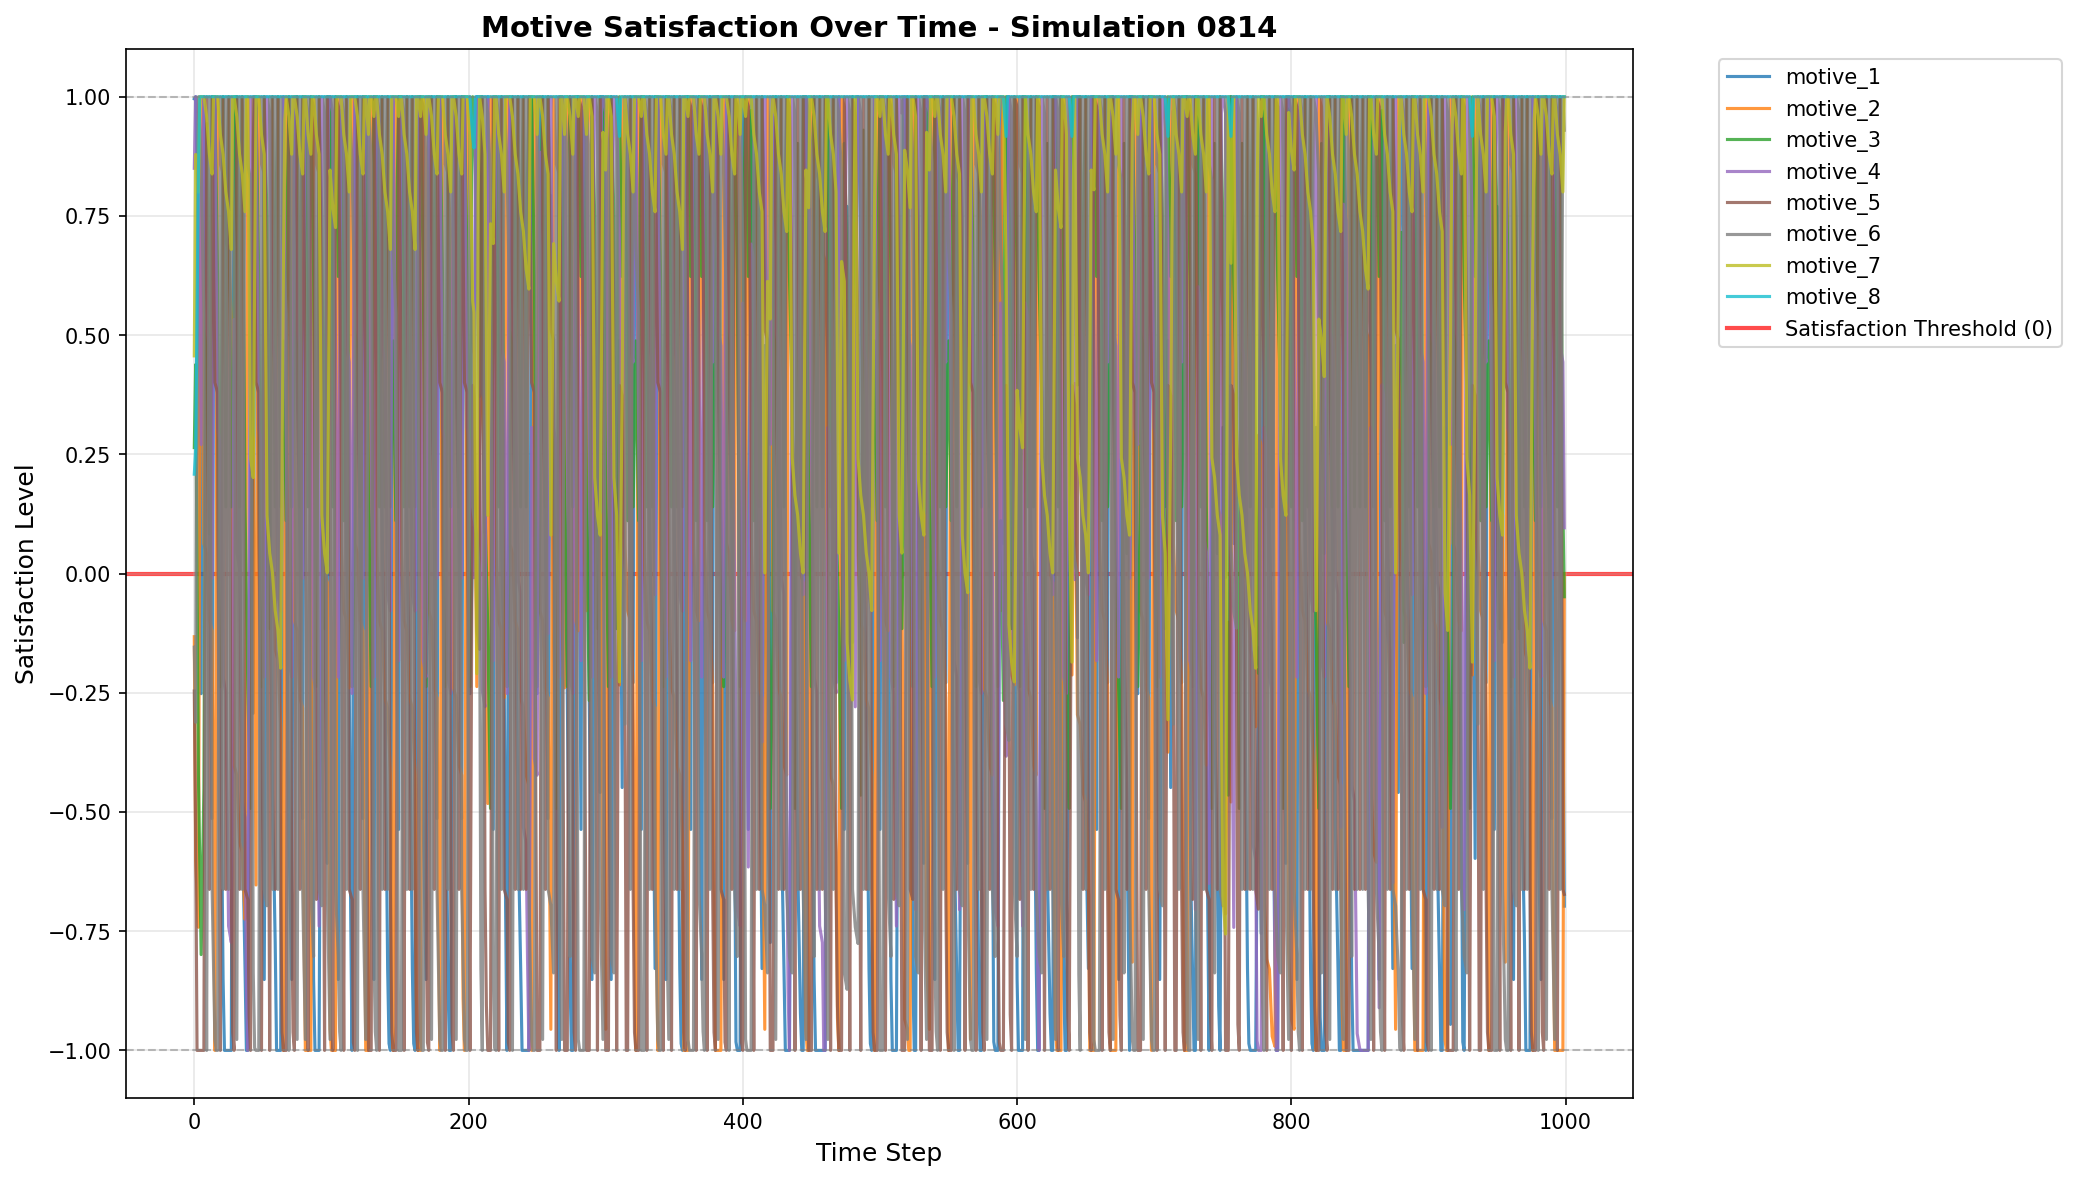 Motive Satisfaction Over Time - Simulation 0814
1.00
0.75
0.50
0.25
0.00
−0.25
−0.50
−0.75
−1.00
Satisfaction Level
0
200
400
600
800
1000
Time Step
motive_1
motive_2
motive_3
motive_4
motive_5
motive_6
motive_7
motive_8
Satisfaction Threshold (0)